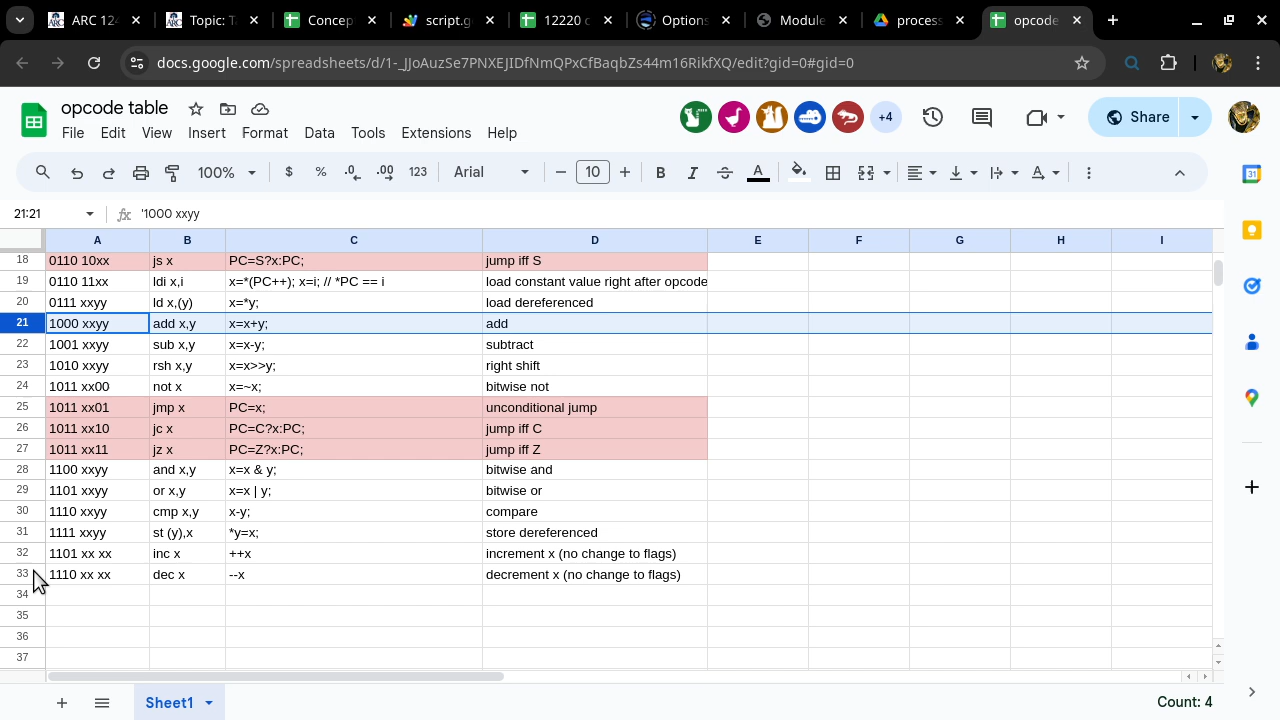 ARC 124
Topic: T
Concep
script.g
12220 c
Options
Module
process
opcode
docs.google.com/spreadsheets/d/1-_JJoAuzSe7PNXEJIDfNmQPxCfBaqbZs44m16RikfXQ/edit?gid=0#gid=0
opcode table
File Edit View Insert Format Data Tools Extensions Help
+4
Share
100% $ % .0 .00 123 Arial 10 B I S A
21:21 fx '1000 xxyy
A B C D E F G H I
18 0110 10xx js x PC=S?x:PC; jump iff S
19 0110 11xx ldi x,i x=*(PC++); x=i; // *PC == i load constant value right after opcode
20 0111 xxyy ld x,(y) x=*y; load dereferenced
21 1000 xxyy add x,y x=x+y; add
22 1001 xxyy sub x,y x=x-y; subtract
23 1010 xxyy rsh x,y x=x>>y; right shift
24 1011 xx00 not x x=~x; bitwise not
25 1011 xx01 jmp x PC=x; unconditional jump
26 1011 xx10 jc x PC=C?x:PC; jump iff C
27 1011 xx11 jz x PC=Z?x:PC; jump iff Z
28 1100 xxyy and x,y x=x & y; bitwise and
29 1101 xxyy or x,y x=x | y; bitwise or
30 1110 xxyy cmp x,y x-y; compare
31 1111 xxyy st (y),x *y=x; store dereferenced
32 1101 xx xx inc x ++x increment x (no change to flags)
33 1110 xx xx dec x --x decrement x (no change to flags)
34
35
36
37
Sheet1
Count: 4
31